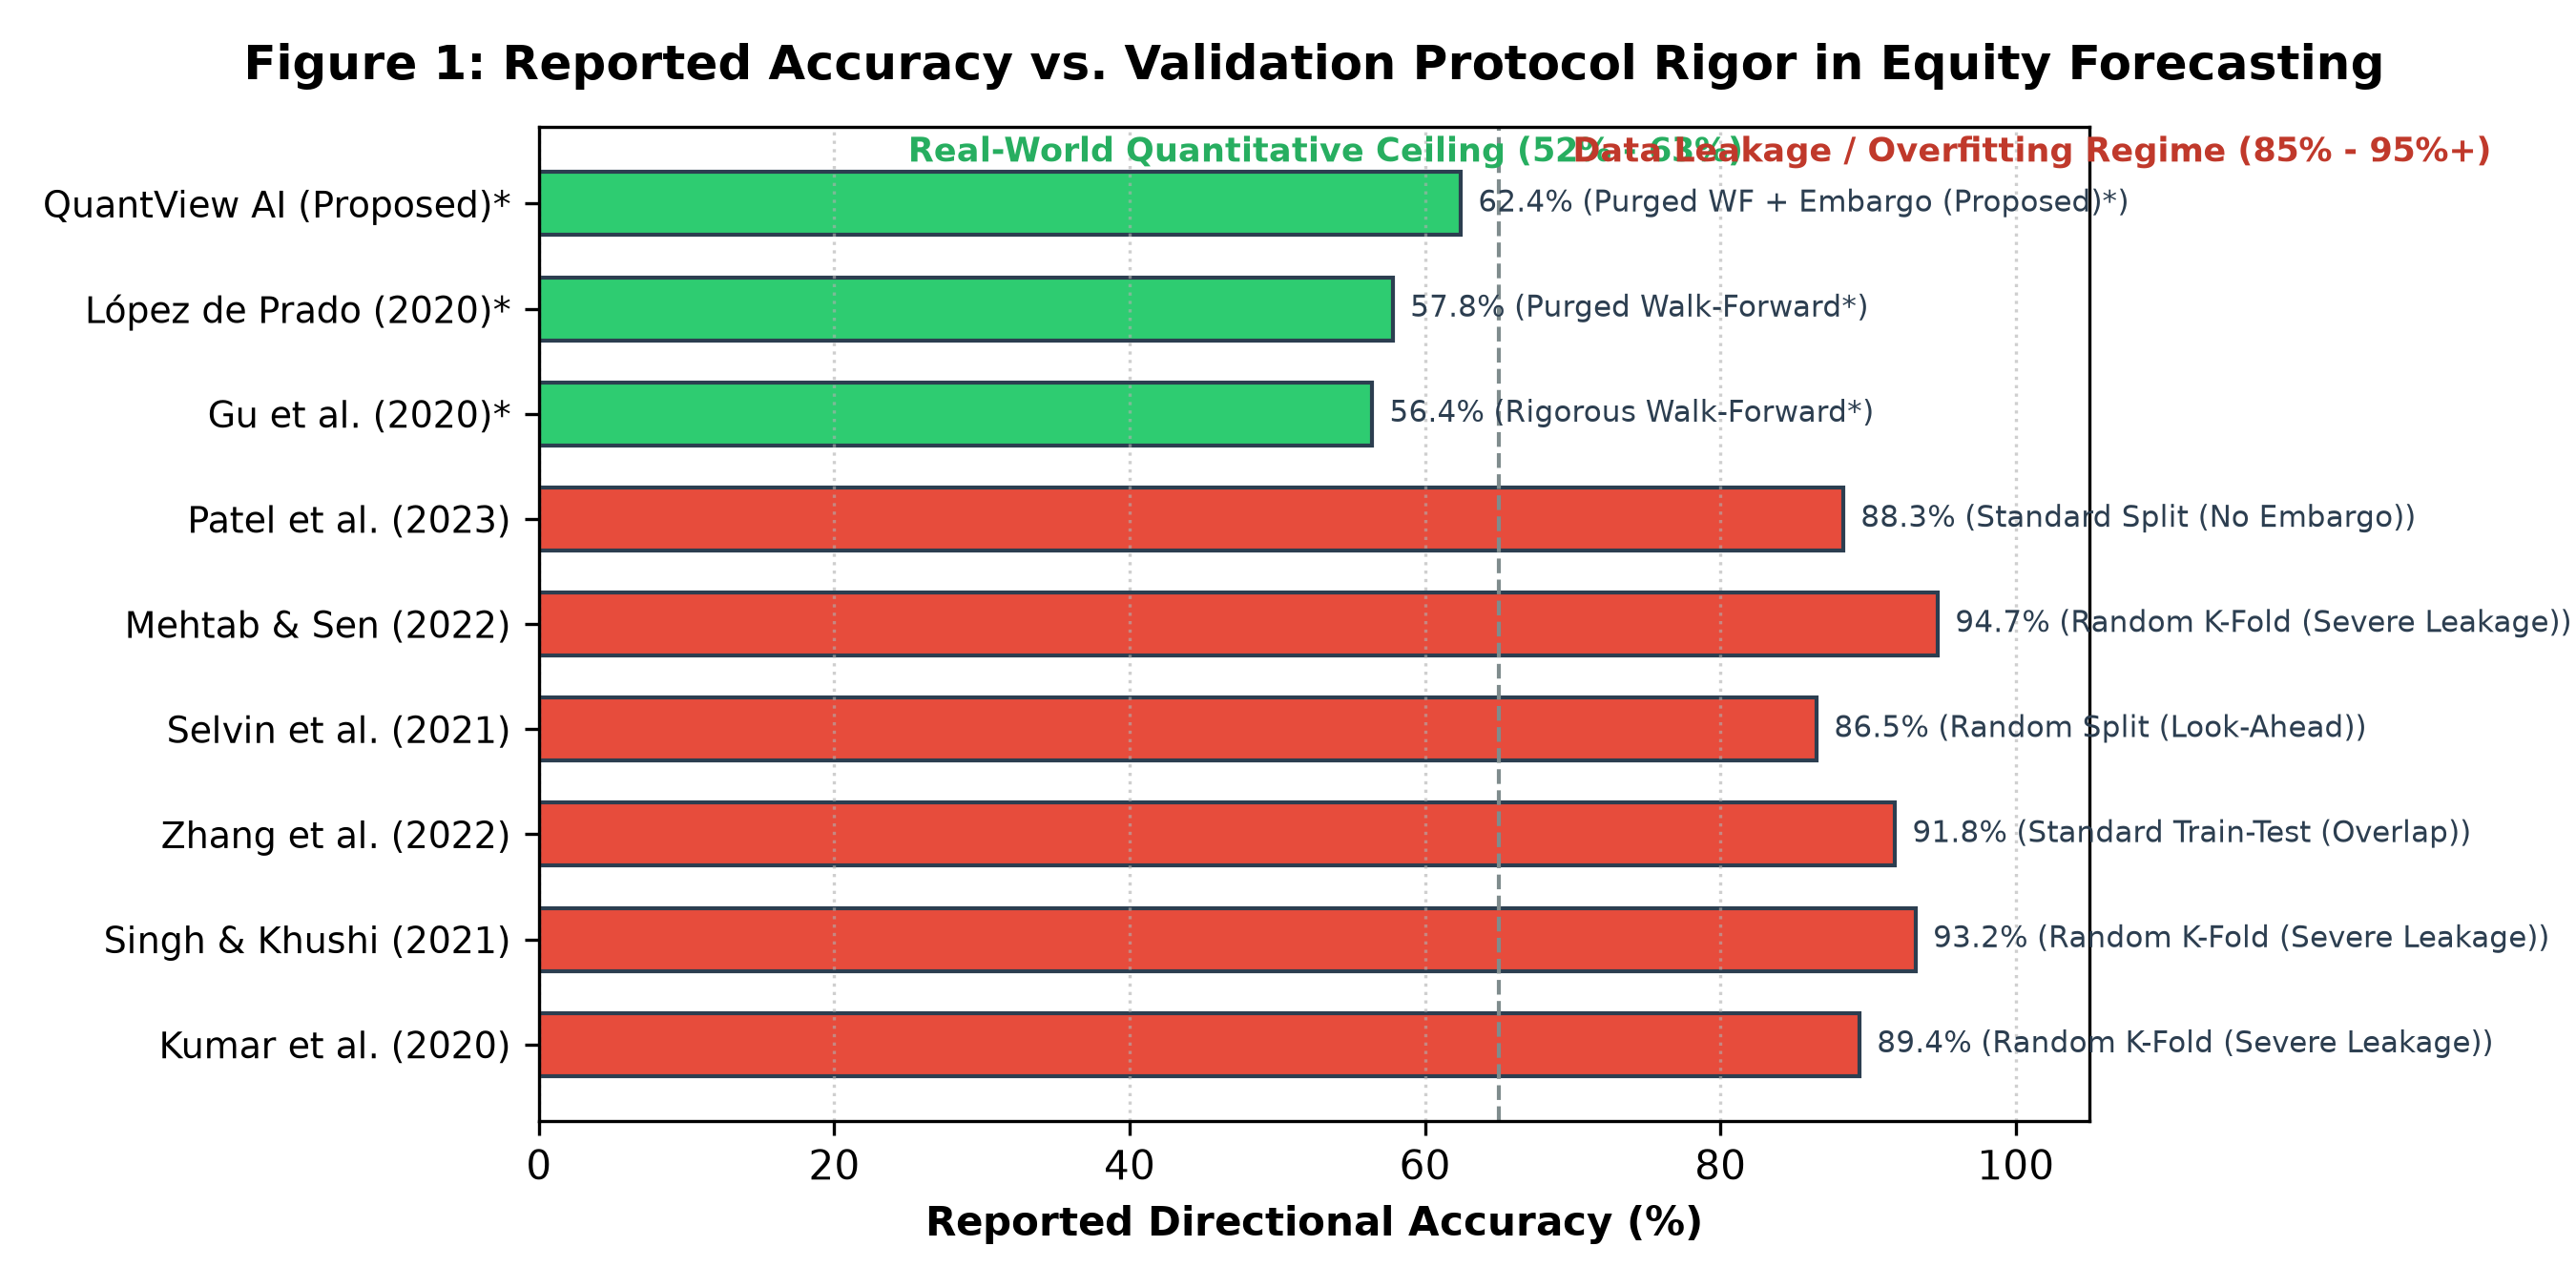 Figure 1: Reported Accuracy vs. Validation Protocol Rigor in Equity Forecasting
Real-World Quantitative Ceiling (52% - 63%)
Data Leakage / Overfitting Regime (85% - 95%+)
QuantView AI (Proposed)*
62.4% (Purged WF + Embargo (Proposed)*)
López de Prado (2020)*
57.8% (Purged Walk-Forward*)
Gu et al. (2020)*
56.4% (Rigorous Walk-Forward*)
Patel et al. (2023)
88.3% (Standard Split (No Embargo))
Mehtab & Sen (2022)
94.7% (Random K-Fold (Severe Leakage))
Selvin et al. (2021)
86.5% (Random Split (Look-Ahead))
Zhang et al. (2022)
91.8% (Standard Train-Test (Overlap))
Singh & Khushi (2021)
93.2% (Random K-Fold (Severe Leakage))
Kumar et al. (2020)
89.4% (Random K-Fold (Severe Leakage))
0 20 40 60 80 100
Reported Directional Accuracy (%)